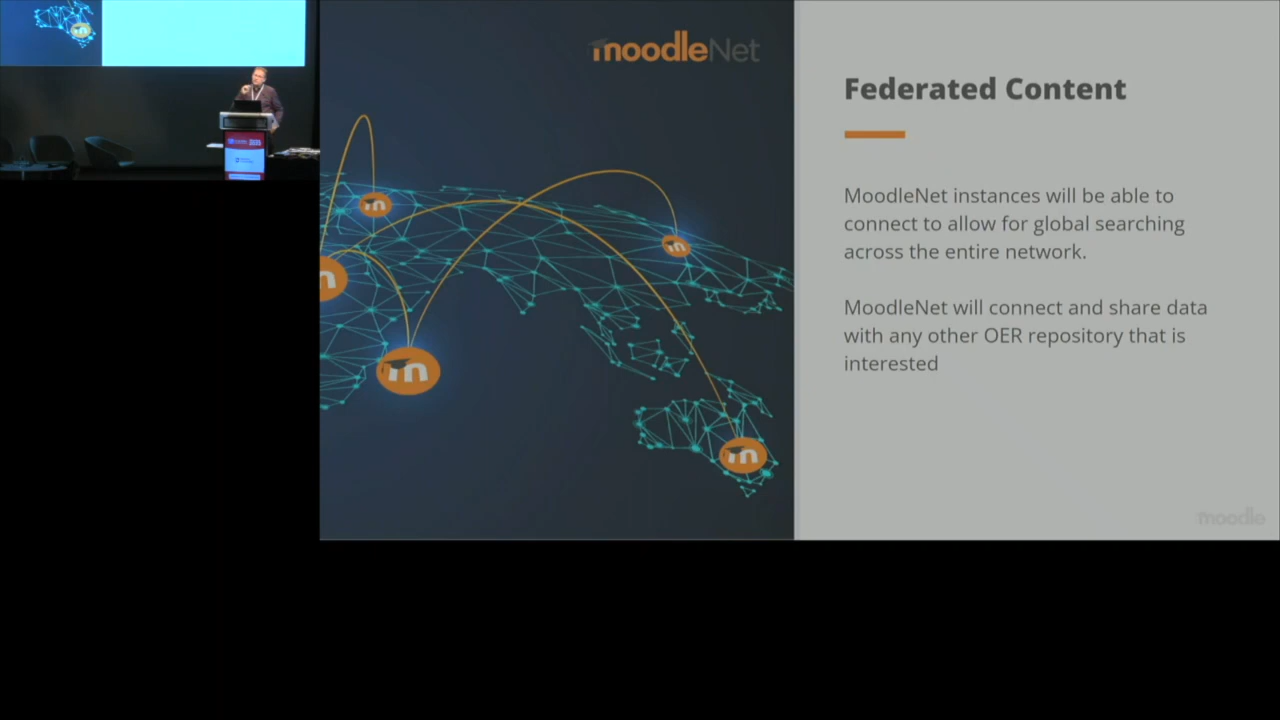 moodleNet
Federated Content
MoodleNet instances will be able to
connect to allow for global searching
across the entire network.
MoodleNet will connect and share data
with any other OER repository that is
interested
m
m
m
m
m
moodle